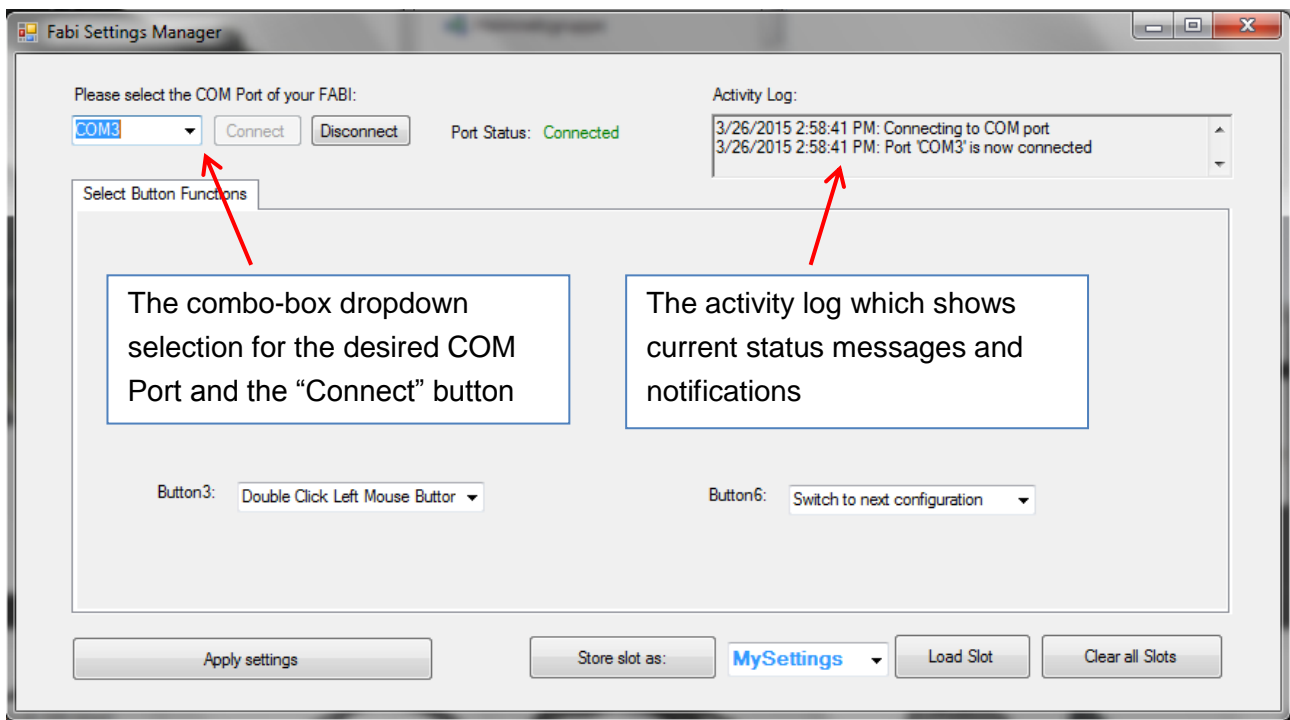 Fabi Settings Manager
Please select the COM Port of your FABI:
Activity Log:
COM3
Connect
Disconnect
Port Status: Connected
3/26/2015 2:58:41 PM: Connecting to COM port
3/26/2015 2:58:41 PM: Port 'COM3' is now connected
Select Button Functions
The combo-box dropdown
selection for the desired COM
Port and the “Connect” button
The activity log which shows
current status messages and
notifications
Button3:
Double Click Left Mouse Buttor
Button6:
Switch to next configuration
Apply settings
Store slot as:
MySettings
Load Slot
Clear all Slots